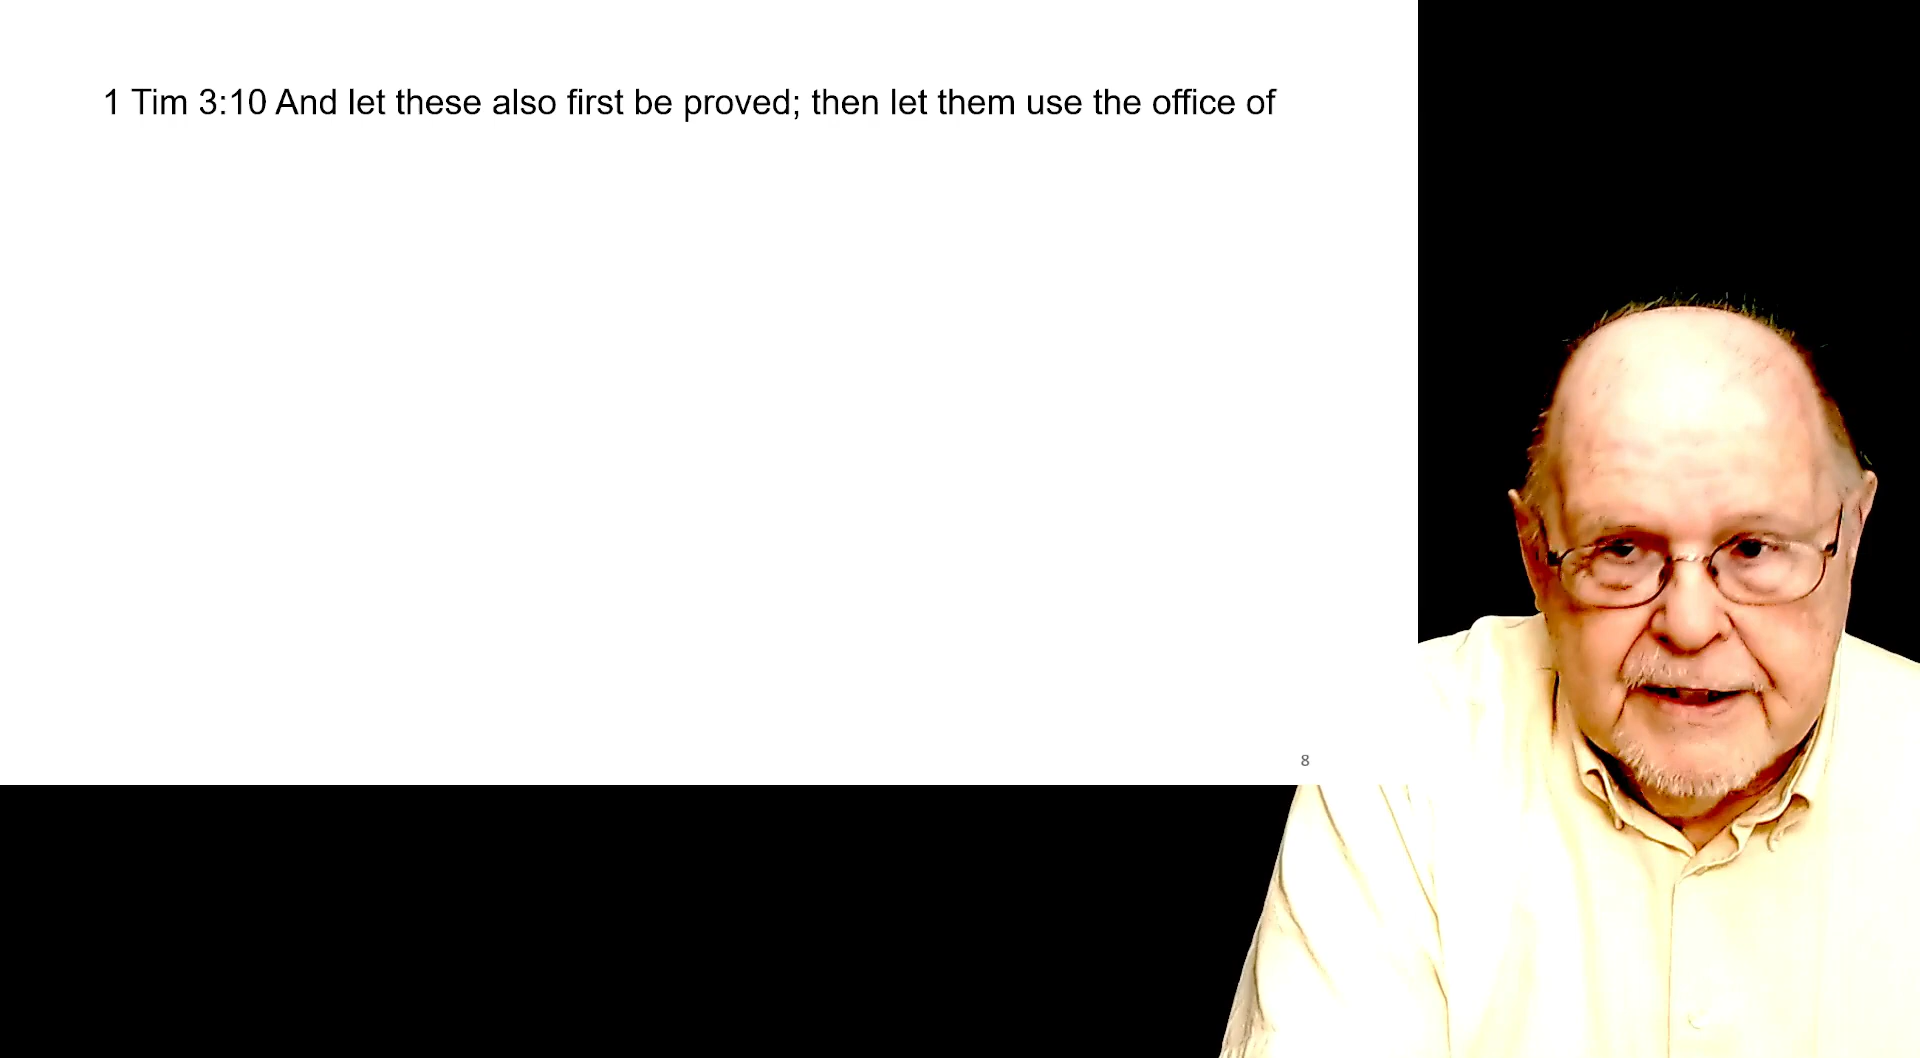 1 Tim 3:10 And let these also first be proved; then let them use the office of
8